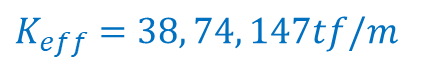 K_eff = 38, 74, 147tf/m